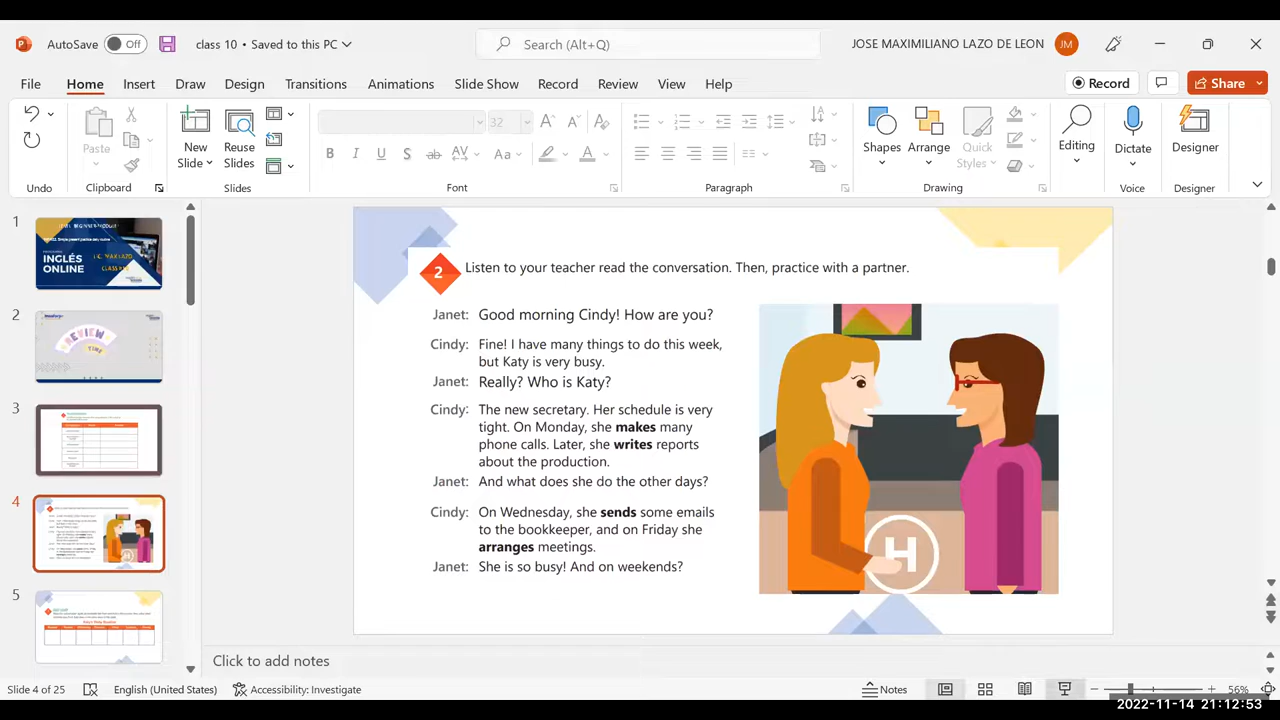 AutoSave Off class 10 • Saved to this PC Search (Alt+Q) JOSE MAXIMILIANO LAZO DE LEON JM
File Home Insert Draw Design Transitions Animations Slide Show Record Review View Help Record Share
Paste New Slide Reuse Slides Shapes Arrange Quick Styles Editing Dictate Designer
Undo Clipboard Slides Font Paragraph Drawing Voice Designer
1
INGLÉS
ONLINE
2
3
4
5
2 Listen to your teacher read the conversation. Then, practice with a partner.
Janet: Good morning Cindy! How are you?
Cindy: Fine! I have many things to do this week,
but Katy is very busy.
Janet: Really? Who is Katy?
Cindy: The new secretary. Her schedule is very
tight. On Monday, she makes many
phone calls. Later, she writes reports
about the production.
Janet: And what does she do the other days?
Cindy: On Wednesday, she sends some emails
to the bookkeeper, and on Friday she
arranges meetings.
Janet: She is so busy! And on weekends?
H
Click to add notes
Slide 4 of 25 English (United States) Accessibility: Investigate Notes 56%
2022-11-14 21:12:53